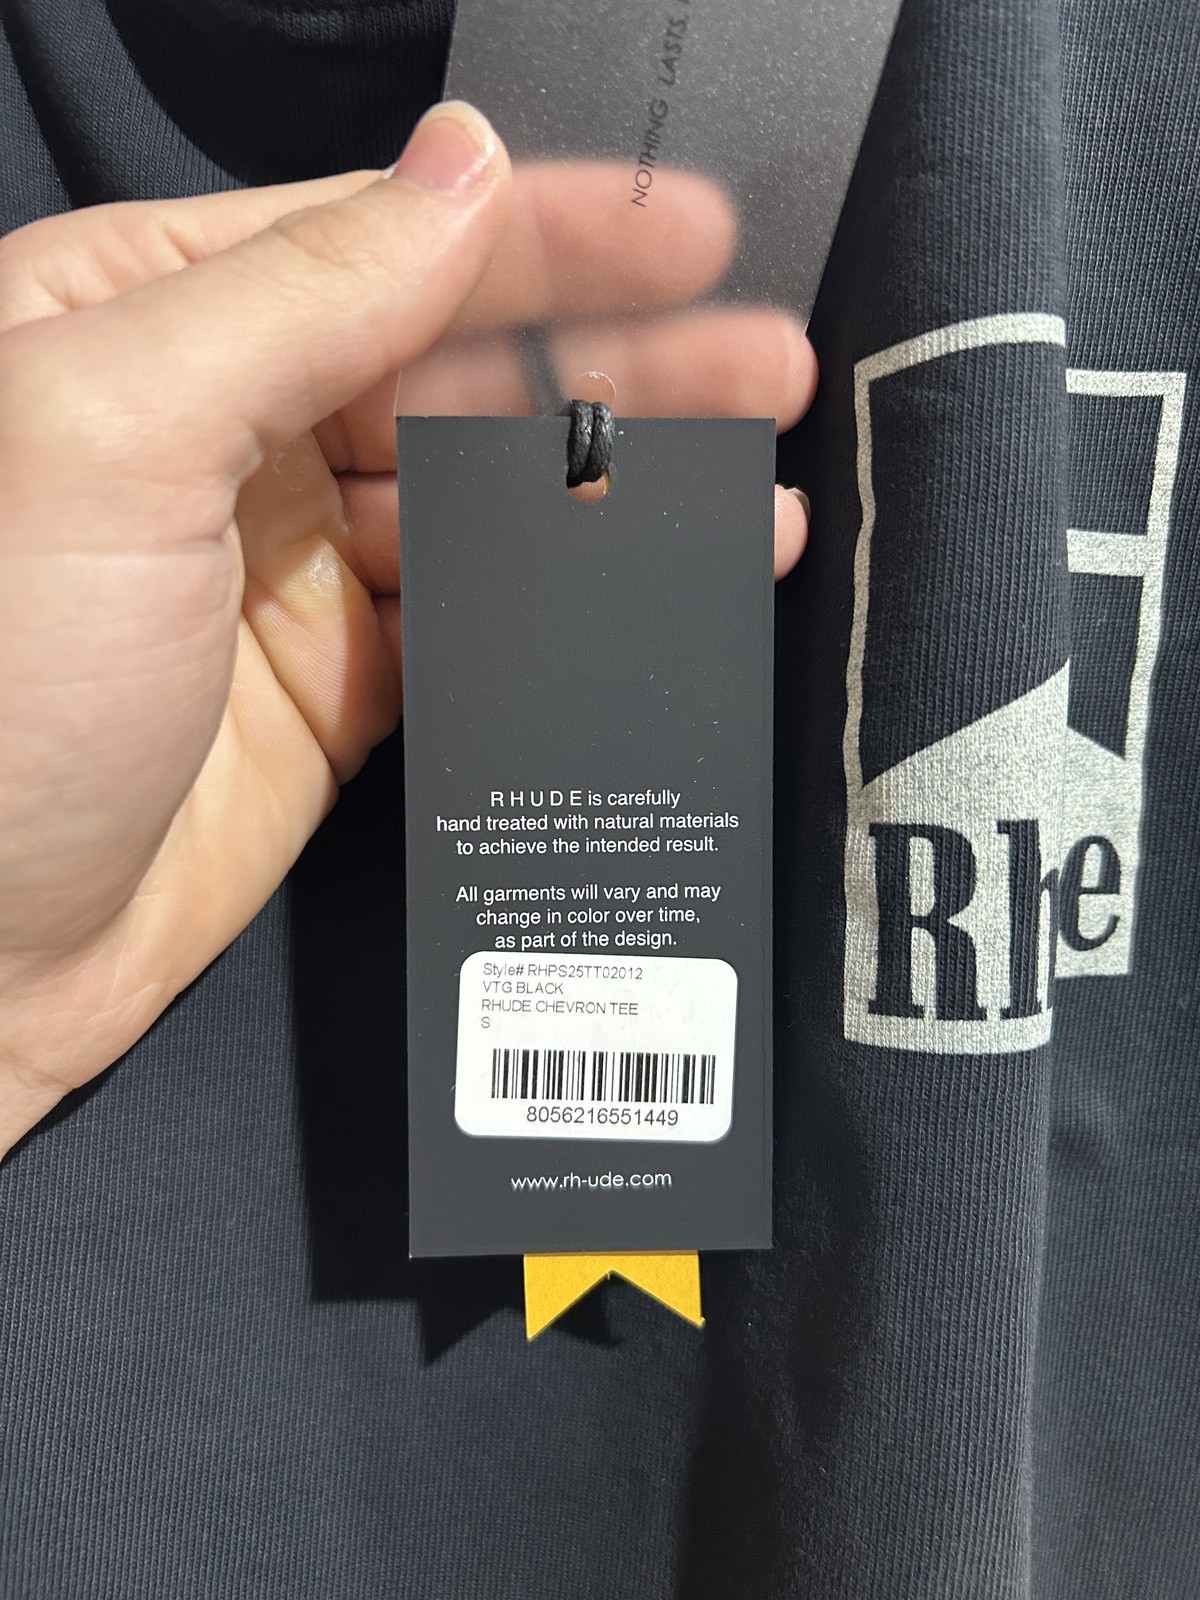 NOTHING LASTS.
R H U D E is carefully
hand treated with natural materials
to achieve the intended result.
All garments will vary and may
change in color over time,
as part of the design.
Style# RHPS25TT02012
VTG BLACK
RHUDE CHEVRON TEE
S
8056216551449
www.rh-ude.com
Rh
e